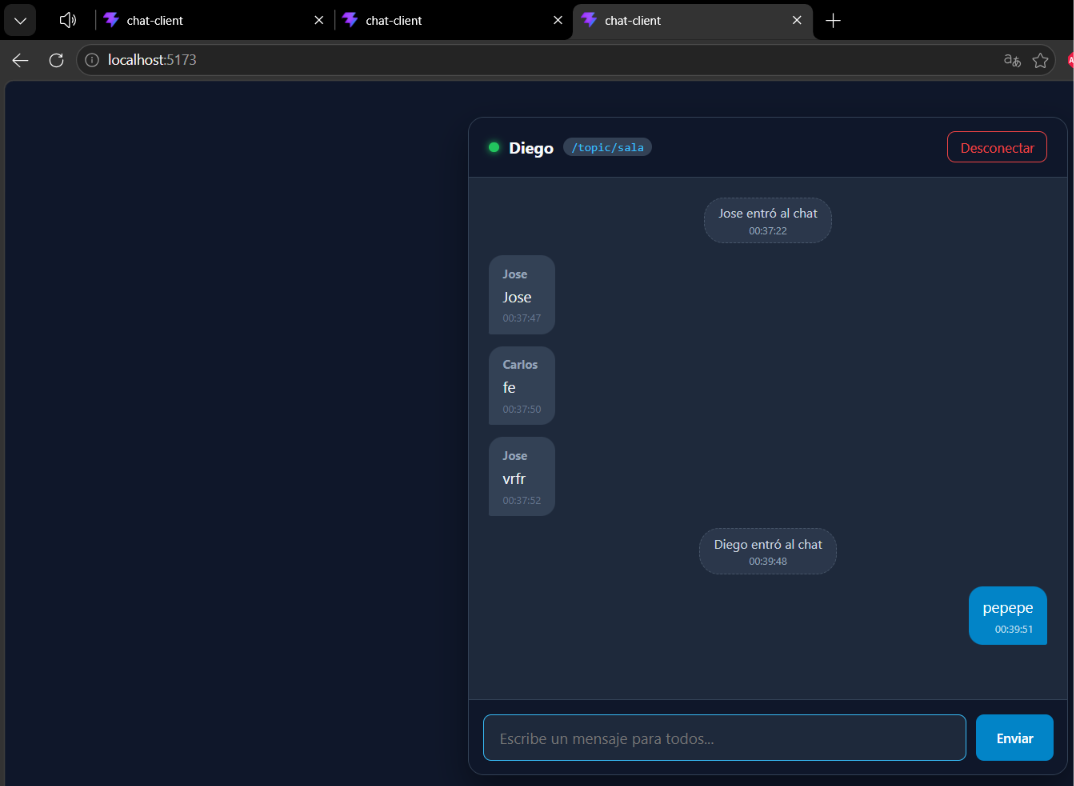 chat-client
chat-client
chat-client
localhost:5173
Diego /topic/sala Desconectar
Jose entró al chat
00:37:22
Jose
Jose
00:37:47
Carlos
fe
00:37:50
Jose
vrfr
00:37:52
Diego entró al chat
00:39:48
pepepe
00:39:51
Escribe un mensaje para todos... Enviar